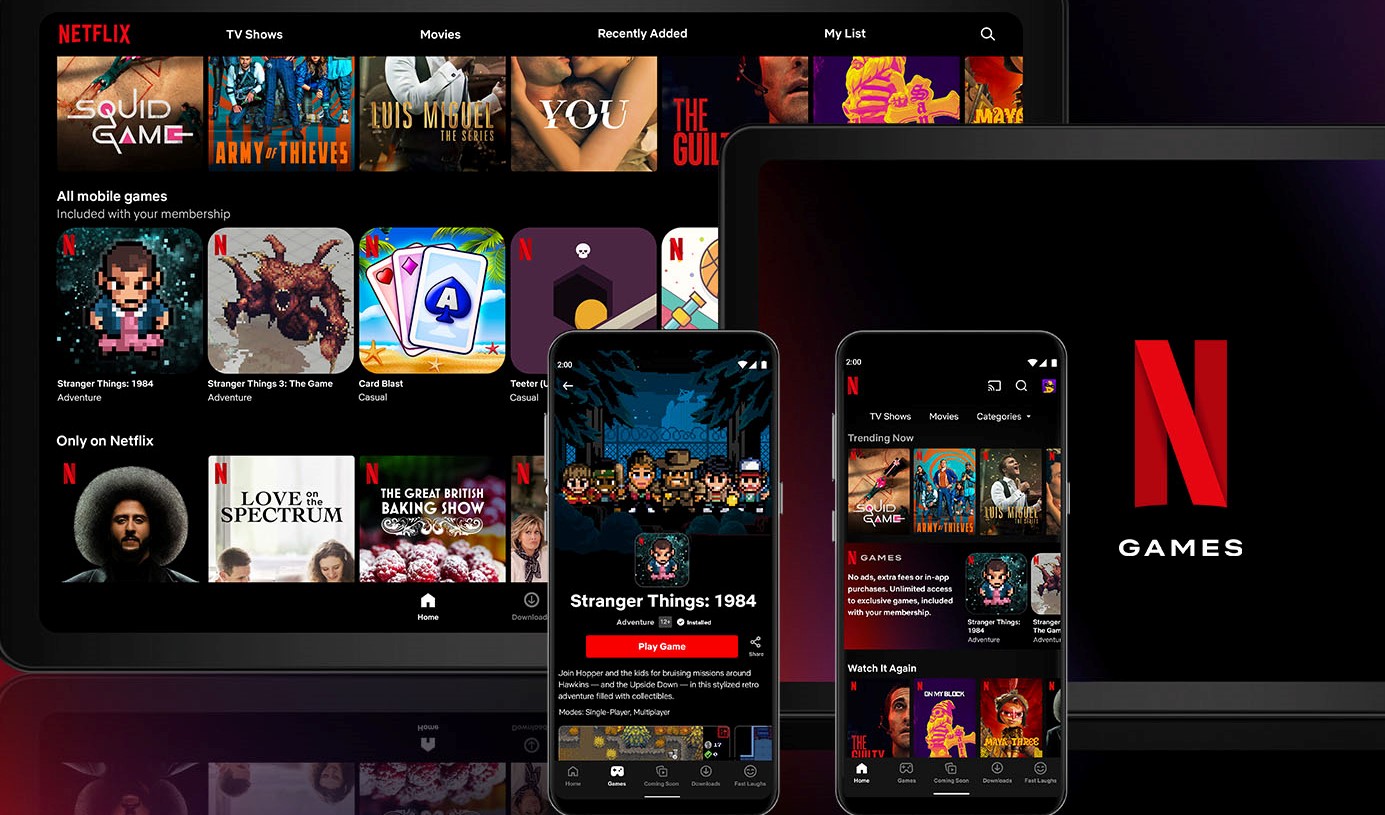 NETFLIX
TV Shows
Movies
Recently Added
My List
SQUID
GAME
ARMY OF THIEVES
LUIS MIGUEL
THE SERIES
YOU
THE
All mobile games
Included with your membership
N
N
N
A
N
N
Stranger Things: 1984
Adventure
Stranger Things 3: The Game
Adventure
Card Blast
Casual
Teeter (U
Casual
Only on Netflix
N
N
LOVE on
the
SPECTRUM
N
THE GREAT BRITISH
BAKING SHOW
N
Home
Home
2:00
Stranger Things: 1984
Adventure 12+ Installed
Play Game
Share
Join Hopper and the kids for bruising missions around
Hawkins — and the Upside Down — in this stylized retro
adventure filled with collectibles.
Modes: Single-Player, Multiplayer
17
0
Home
Games
Coming Soon
Downloads
Fast Laughs
2:00
N
TV Shows
Movies
Categories
Trending Now
SQUID
GAME
ARMY OF THIEVES
LUIS MIGUEL
N GAMES
No ads, extra fees or in-app
purchases. Unlimited access
to exclusive games, included
with your membership.
Stranger Things:
1984
Adventure
Stranger
The Gam
Adventu
Watch It Again
THE
GUILTY
ON MY BLOCK
MAYA AND THE THREE
Home
Games
Coming Soon
Downloads
Fast Laughs
N
GAMES